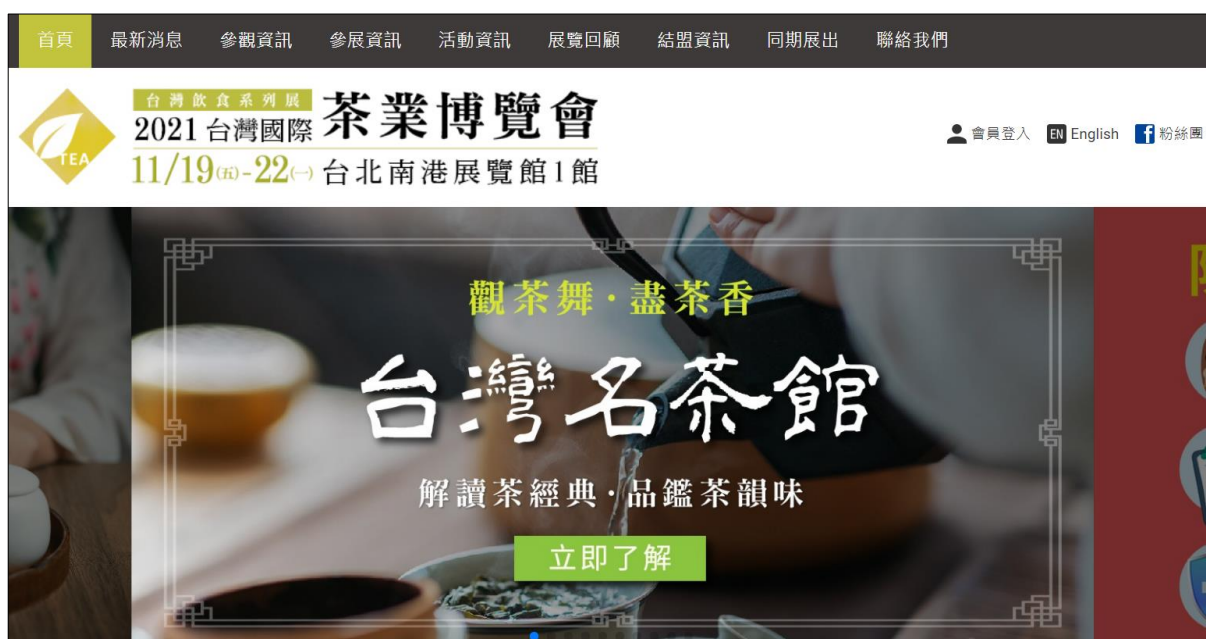 首頁 最新消息 參觀資訊 參展資訊 活動資訊 展覽回顧 結盟資訊 同期展出 聯絡我們
TEA
台灣飲食系列展
2021 台灣國際 茶業博覽會
11/19(五)-22(一) 台北南港展覽館1館
會員登入 EN English 粉絲團
觀茶舞·盡茶香
台灣名茶館
解讀茶經典·品鑑茶韻味
立即了解